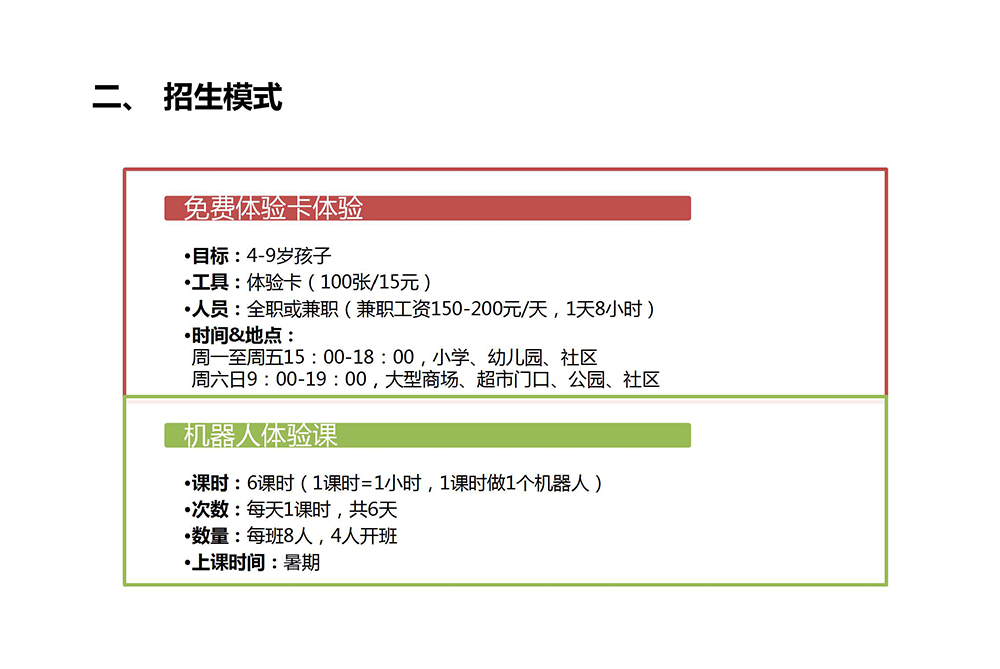 二、 招生模式
免费体验卡体验
•目标：4-9岁孩子
•工具：体验卡（100张/15元）
•人员：全职或兼职（兼职工资150-200元/天，1天8小时）
•时间&地点：
周一至周五15：00-18：00，小学、幼儿园、社区
周六日9：00-19：00，大型商场、超市门口、公园、社区
机器人体验课
•课时：6课时（1课时=1小时，1课时做1个机器人）
•次数：每天1课时，共6天
•数量：每班8人，4人开班
•上课时间：暑期